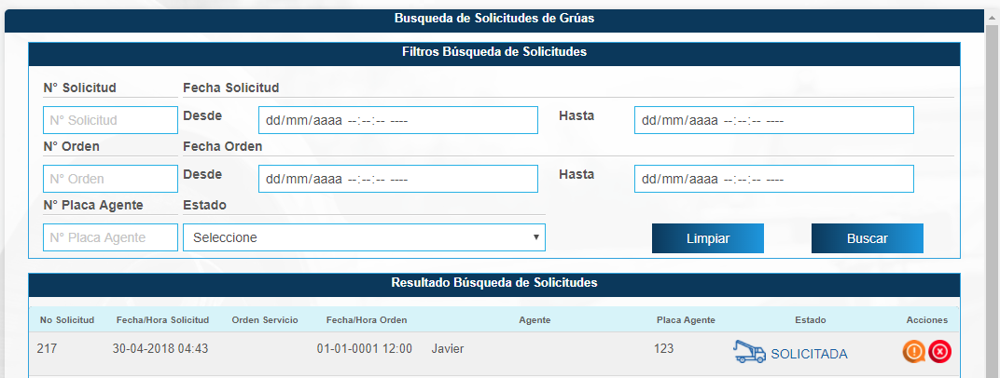 Busqueda de Solicitudes de Grúas
Filtros Búsqueda de Solicitudes
N° Solicitud Fecha Solicitud
N° Solicitud Desde dd/mm/aaaa --:--:-- ---- Hasta dd/mm/aaaa --:--:-- ----
N° Orden Fecha Orden
N° Orden Desde dd/mm/aaaa --:--:-- ---- Hasta dd/mm/aaaa --:--:-- ----
N° Placa Agente Estado
N° Placa Agente Seleccione Limpiar Buscar
Resultado Búsqueda de Solicitudes
No Solicitud Fecha/Hora Solicitud Orden Servicio Fecha/Hora Orden Agente Placa Agente Estado Acciones
217 30-04-2018 04:43 01-01-0001 12:00 Javier 123 SOLICITADA